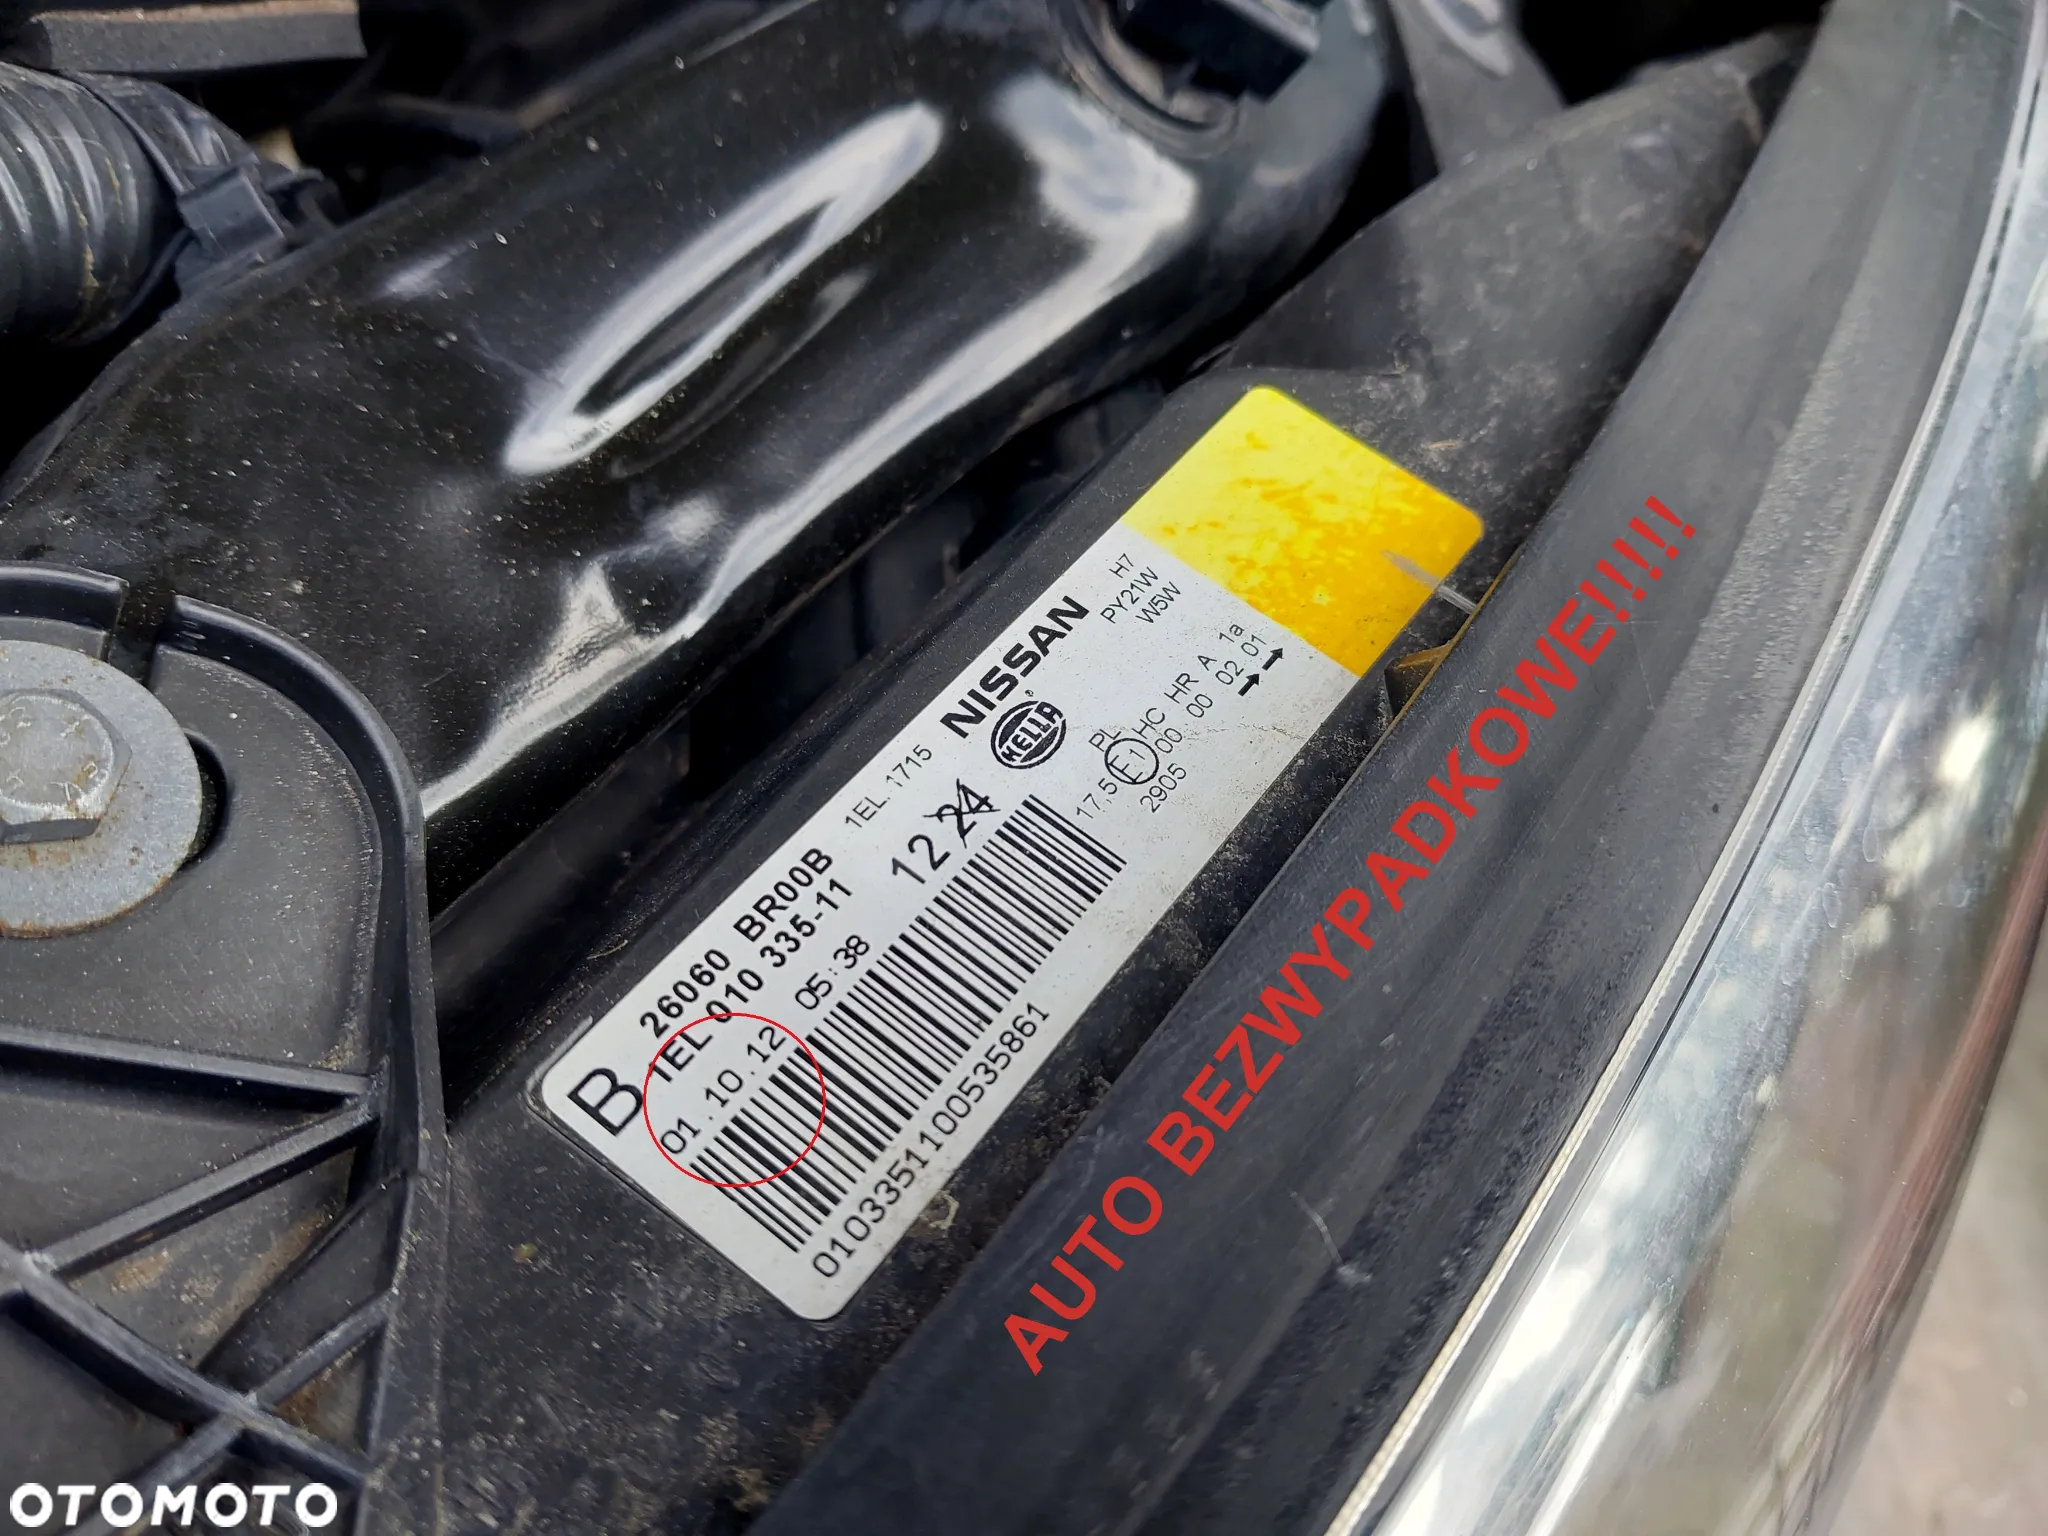 B
26060 BR00B
1EL 010 335-11
01.10.12 05:38
1EL.1715
12 24
NISSAN
HELLA
®
H7
PY21W
W5W
PL
17,5 E1 HC HR A 1a
2905 00 00 02 01
0103351100535861
AUTO BEZWYPADKOWE!!!!!
OTOMOTO